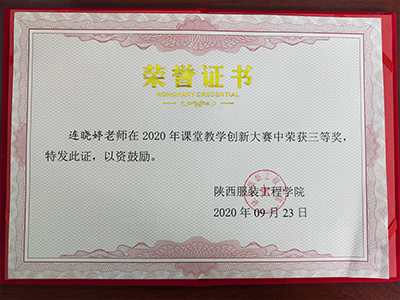 荣誉证书
HONORARY CREDENTIAL
连晓婷老师在2020年课堂教学创新大赛中荣获三等奖，
特发此证，以资鼓励。
陕西服装工程学院
2020年09月23日